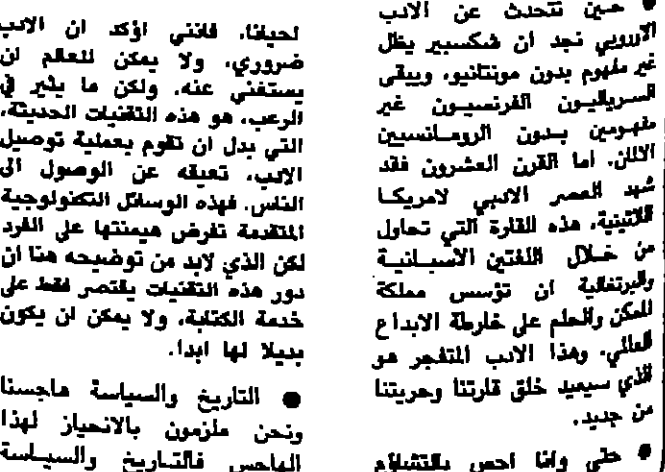 ● حين نتحدث عن الادب
الاوروبي نجد ان شكسبير يظل
غير مفهوم بدون مونتانيو، ويبقى
السرياليون الفرنسيون غير
مفهومين بدون الرومانسيين
الالمان. اما القرن العشرون فقد
شهد العصر الادبي لامريكا
اللاتينية، هذه القارة التي تحاول
من خلال اللغتين الاسبانية
والبرتغالية ان تؤسس مملكة
للمكن والحلم على خارطة الابداع
العالمي. وهذا الادب المتفجر هو
الذي سيعيد خلق قارتنا وحريتنا
من جديد.
● حتى وانا احس بالتشاؤم
لحياتنا، فانني اؤكد ان الادب
ضروري، ولا يمكن للعالم ان
يستغني عنه. ولكن ما يثير في
الرعب، هو هذه التقنيات الحديثة،
التي بدل ان تقوم بعملية توصيل
الادب، تعيقه عن الوصول الى
الناس. فهذه الوسائل التكنولوجية
المتقدمة تفرض هيمنتها على الفرد
لكن الذي لابد من توضيحه هنا ان
دور هذه التقنيات يقتصر فقط على
خدمة الكتابة، ولا يمكن ان يكون
بديلا لها ابدا.
● التاريخ والسياسة هاجسنا
ونحن ملزمون بالانحياز لهذا
الهاجس فالتاريخ والسياسة